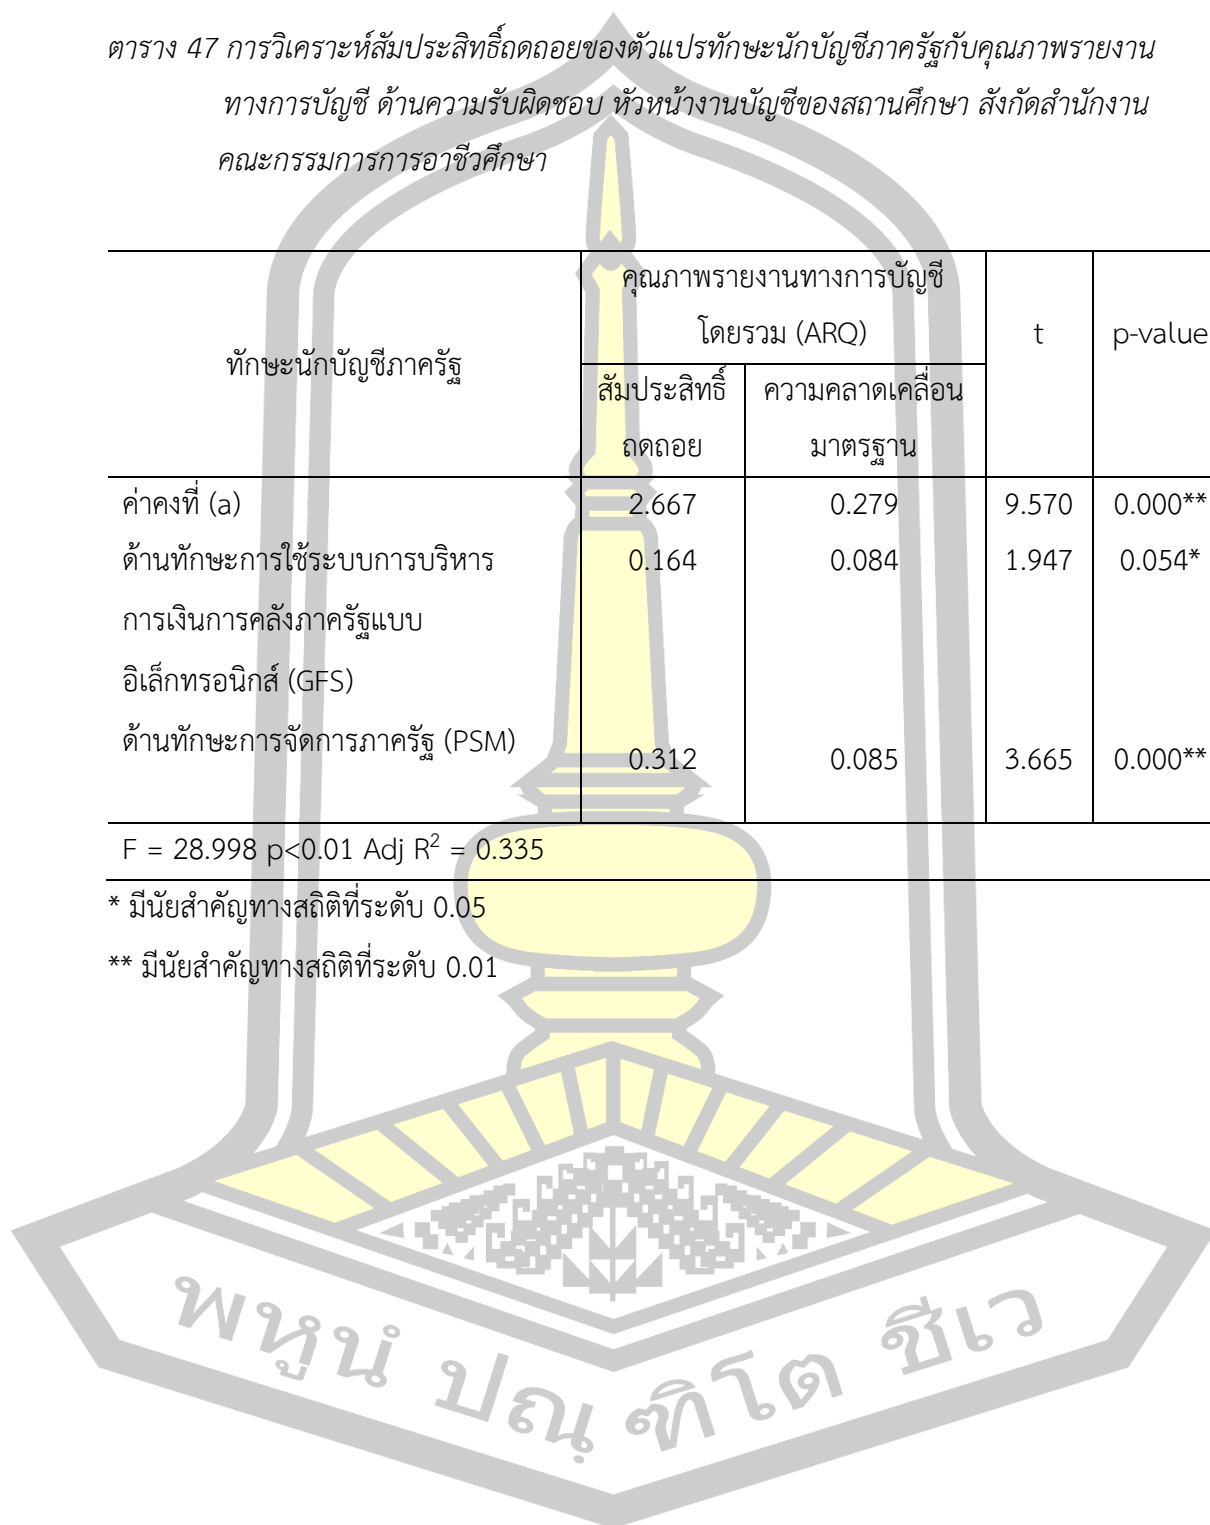 ตาราง 47 การวิเคราะห์สัมประสิทธิ์ถดถอยของตัวแปรทักษะนักบัญชีภาครัฐกับคุณภาพรายงาน
ทางการบัญชี ด้านความรับผิดชอบ หัวหน้างานบัญชีของสถานศึกษา สังกัดสำนักงาน
คณะกรรมการการอาชีวศึกษา
ทักษะนักบัญชีภาครัฐ
คุณภาพรายงานทางการบัญชี
โดยรวม (ARQ)
t
p-value
สัมประสิทธิ์
ถดถอย
ความคลาดเคลื่อน
มาตรฐาน
ค่าคงที่ (a) 2.667 0.279 9.570 0.000**
ด้านทักษะการใช้ระบบการบริหาร 0.164 0.084 1.947 0.054*
การเงินการคลังภาครัฐแบบ
อิเล็กทรอนิกส์ (GFS)
ด้านทักษะการจัดการภาครัฐ (PSM) 0.312 0.085 3.665 0.000**
F = 28.998 p<0.01 Adj R² = 0.335
* มีนัยสำคัญทางสถิติที่ระดับ 0.05
** มีนัยสำคัญทางสถิติที่ระดับ 0.01
พหูนํ ปณฺฑิโต ชีเว